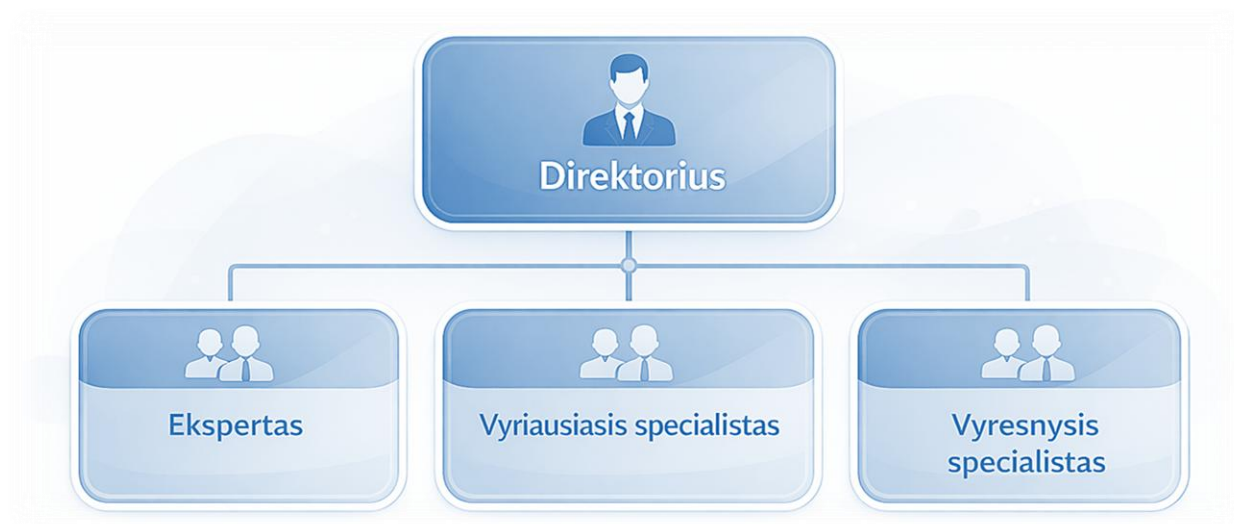 Direktorius
Ekspertas
Vyriausiasis specialistas
Vyresnysis
specialistas